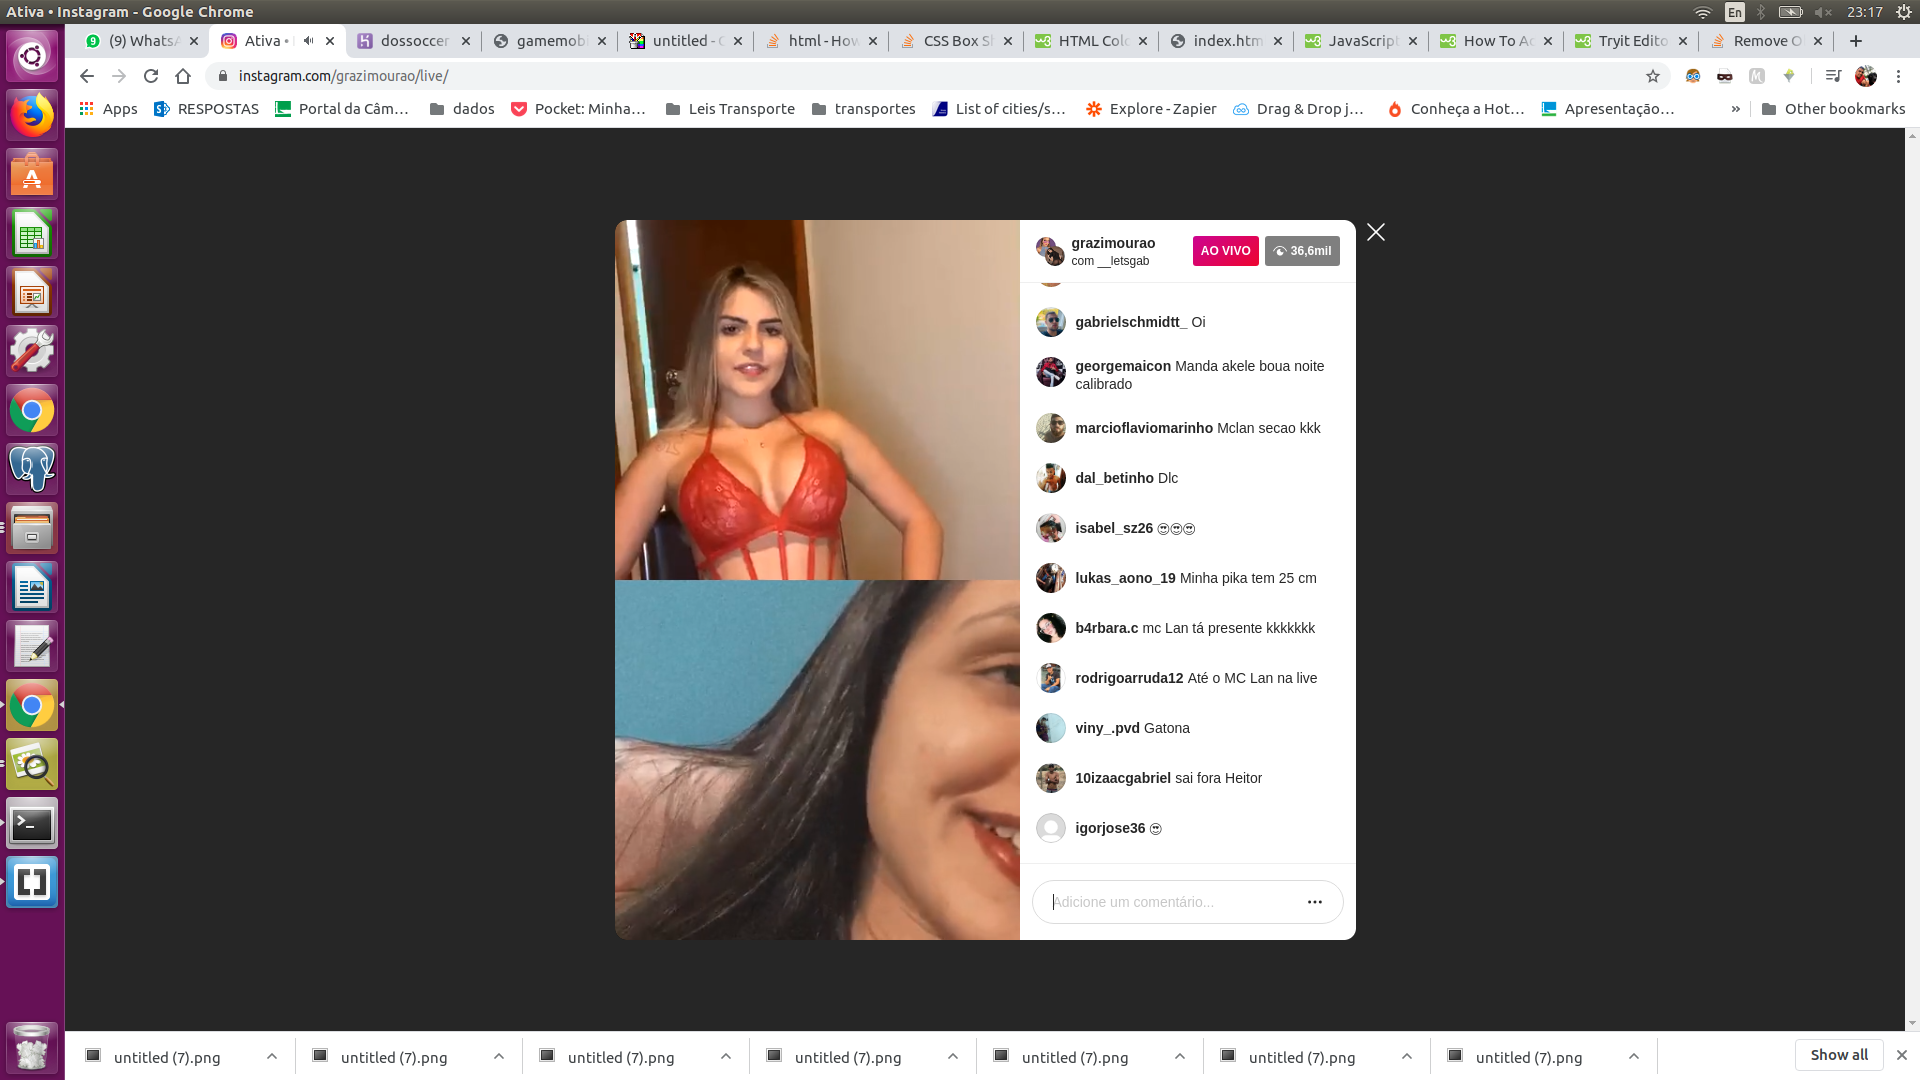 Ativa • Instagram - Google Chrome
En
23:17
(9) WhatsA
Ativa •
dossoccer
gamemob
untitled - G
html - How
CSS Box Sh
HTML Colo
index.htm
JavaScript
How To Ad
Tryit Edito
Remove O
instagram.com/grazimourao/live/
Apps
RESPOSTAS
Portal da Câm...
dados
Pocket: Minha...
Leis Transporte
transportes
List of cities/s...
Explore - Zapier
Drag & Drop j...
Conheça a Hot...
Apresentação...
»
Other bookmarks
grazimourao
com __letsgab
AO VIVO
36,6mil
gabrielschmidtt_ Oi
georgemaicon Manda akele boua noite
calibrado
marcioflaviomarinho Mclan secao kkk
dal_betinho Dlc
isabel_sz26 😍😍😍
lukas_aono_19 Minha pika tem 25 cm
b4rbara.c mc Lan tá presente kkkkkkk
rodrigoarruda12 Até o MC Lan na live
viny_.pvd Gatona
10izaacgabriel sai fora Heitor
igorjose36 😍
Adicione um comentário...
untitled (7).png
untitled (7).png
untitled (7).png
untitled (7).png
untitled (7).png
untitled (7).png
untitled (7).png
Show all